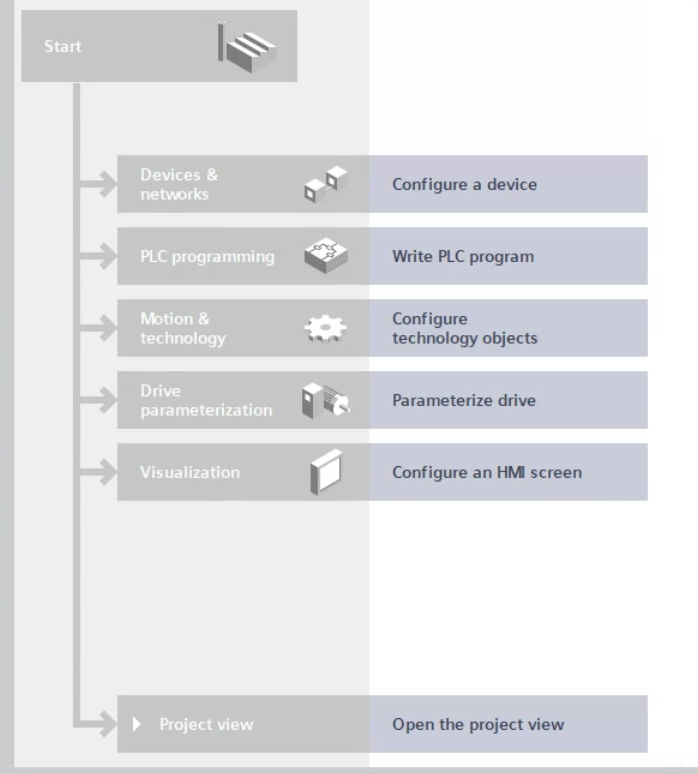 Start
Devices &
networks
Configure a device
PLC programming
Write PLC program
Motion &
technology
Configure
technology objects
Drive
parameterization
Parameterize drive
Visualization
Configure an HMI screen
Project view
Open the project view